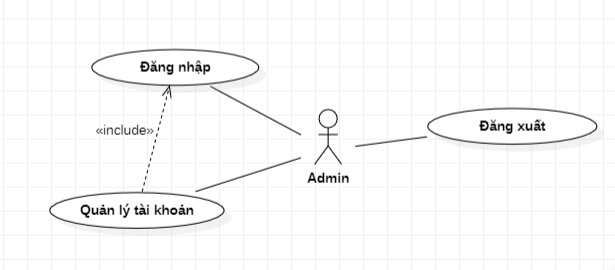 Đăng nhập
«include»
Đăng xuất
Admin
Quản lý tài khoản